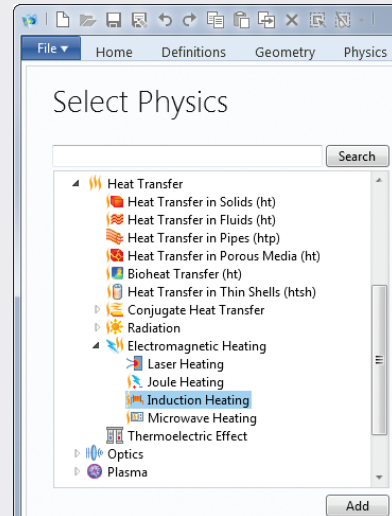 File
Home
Definitions
Geometry
Physics
Select Physics
Search
Heat Transfer
Heat Transfer in Solids (ht)
Heat Transfer in Fluids (ht)
Heat Transfer in Pipes (htp)
Heat Transfer in Porous Media (ht)
Bioheat Transfer (ht)
Heat Transfer in Thin Shells (htsh)
Conjugate Heat Transfer
Radiation
Electromagnetic Heating
Laser Heating
Joule Heating
Induction Heating
Microwave Heating
Thermoelectric Effect
Optics
Plasma
Add